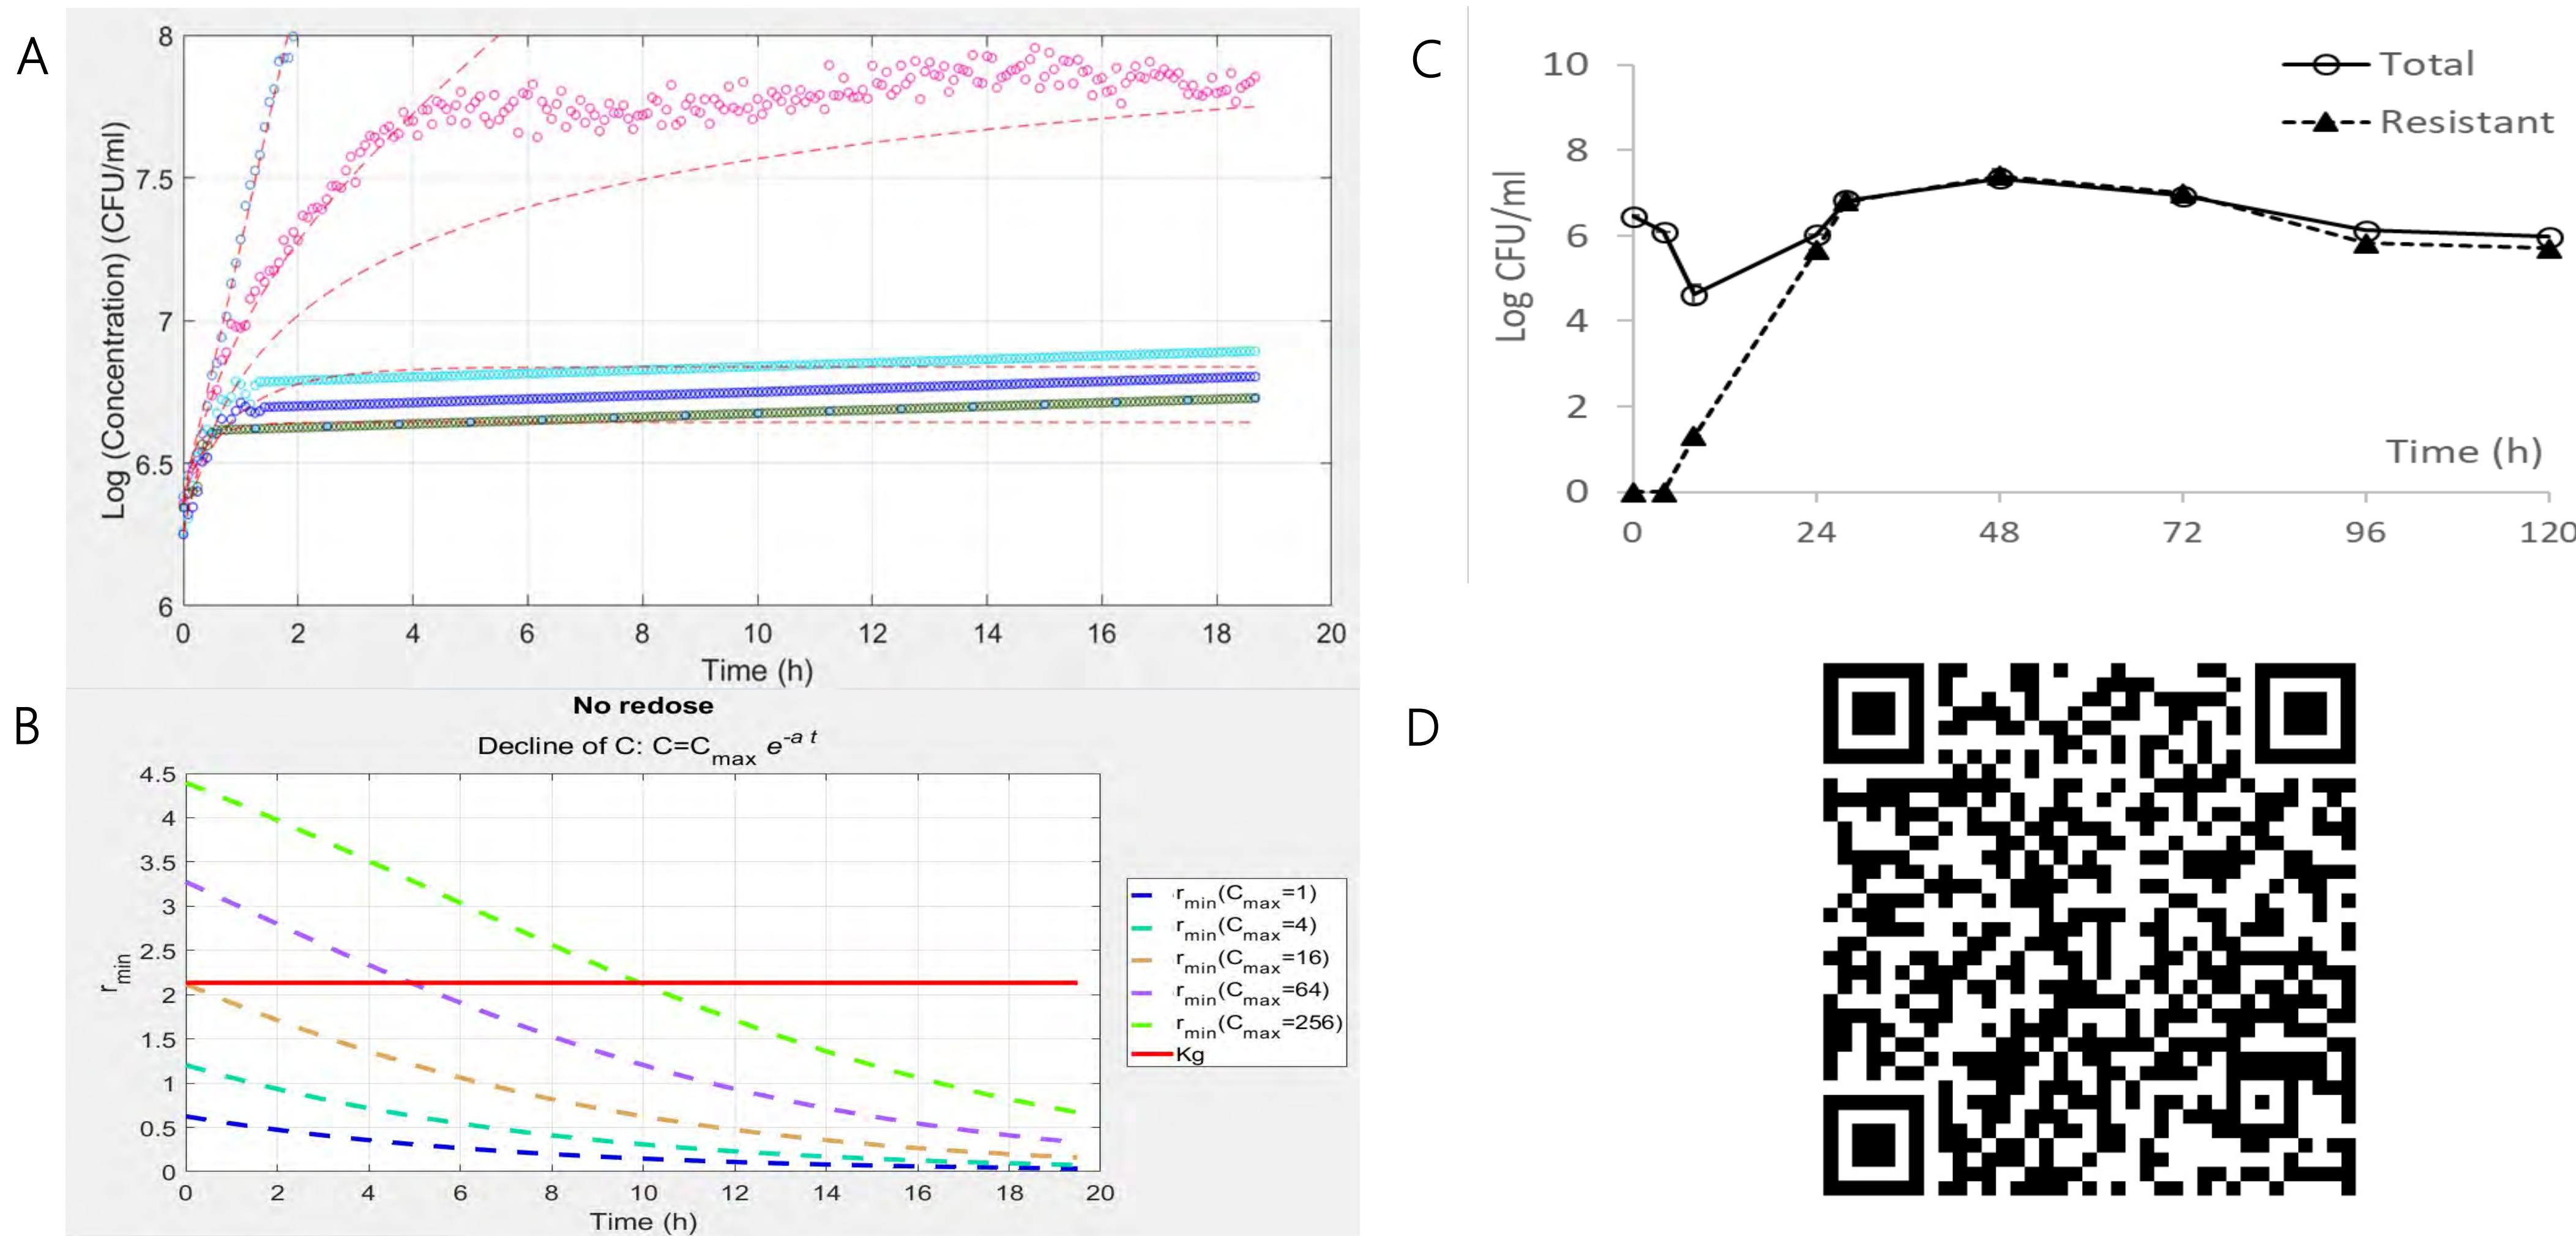 A
8
7.5
7
6.5
6
Log (Concentration) (CFU/ml)
0 2 4 6 8 10 12 14 16 18 20
Time (h)
B
No redose
Decline of C: C=Cmax e-a t
4.5
4
3.5
3
2.5
2
1.5
1
0.5
0
rmin
0 2 4 6 8 10 12 14 16 18 20
Time (h)
rmin(Cmax=1)
rmin(Cmax=4)
rmin(Cmax=16)
rmin(Cmax=64)
rmin(Cmax=256)
Kg
C
Total
Resistant
10
8
6
4
2
0
Log CFU/ml
Time (h)
0 24 48 72 96 120
D